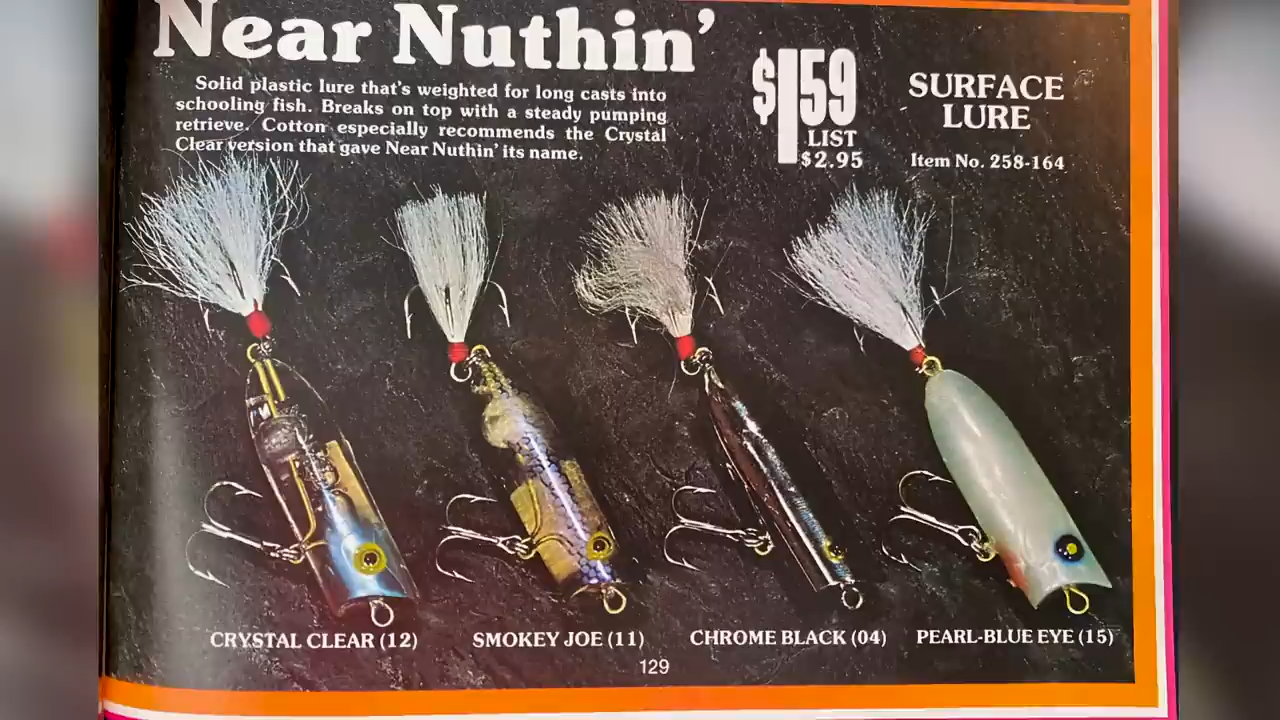 Near Nuthin'
Solid plastic lure that's weighted for long casts into
schooling fish. Breaks on top with a steady pumping
retrieve. Cotton especially recommends the Crystal
Clear version that gave Near Nuthin' its name.
$159
LIST
$2.95
SURFACE
LURE
Item No. 258-164
CRYSTAL CLEAR (12)
SMOKEY JOE (11)
CHROME BLACK (04)
PEARL-BLUE EYE (15)
129